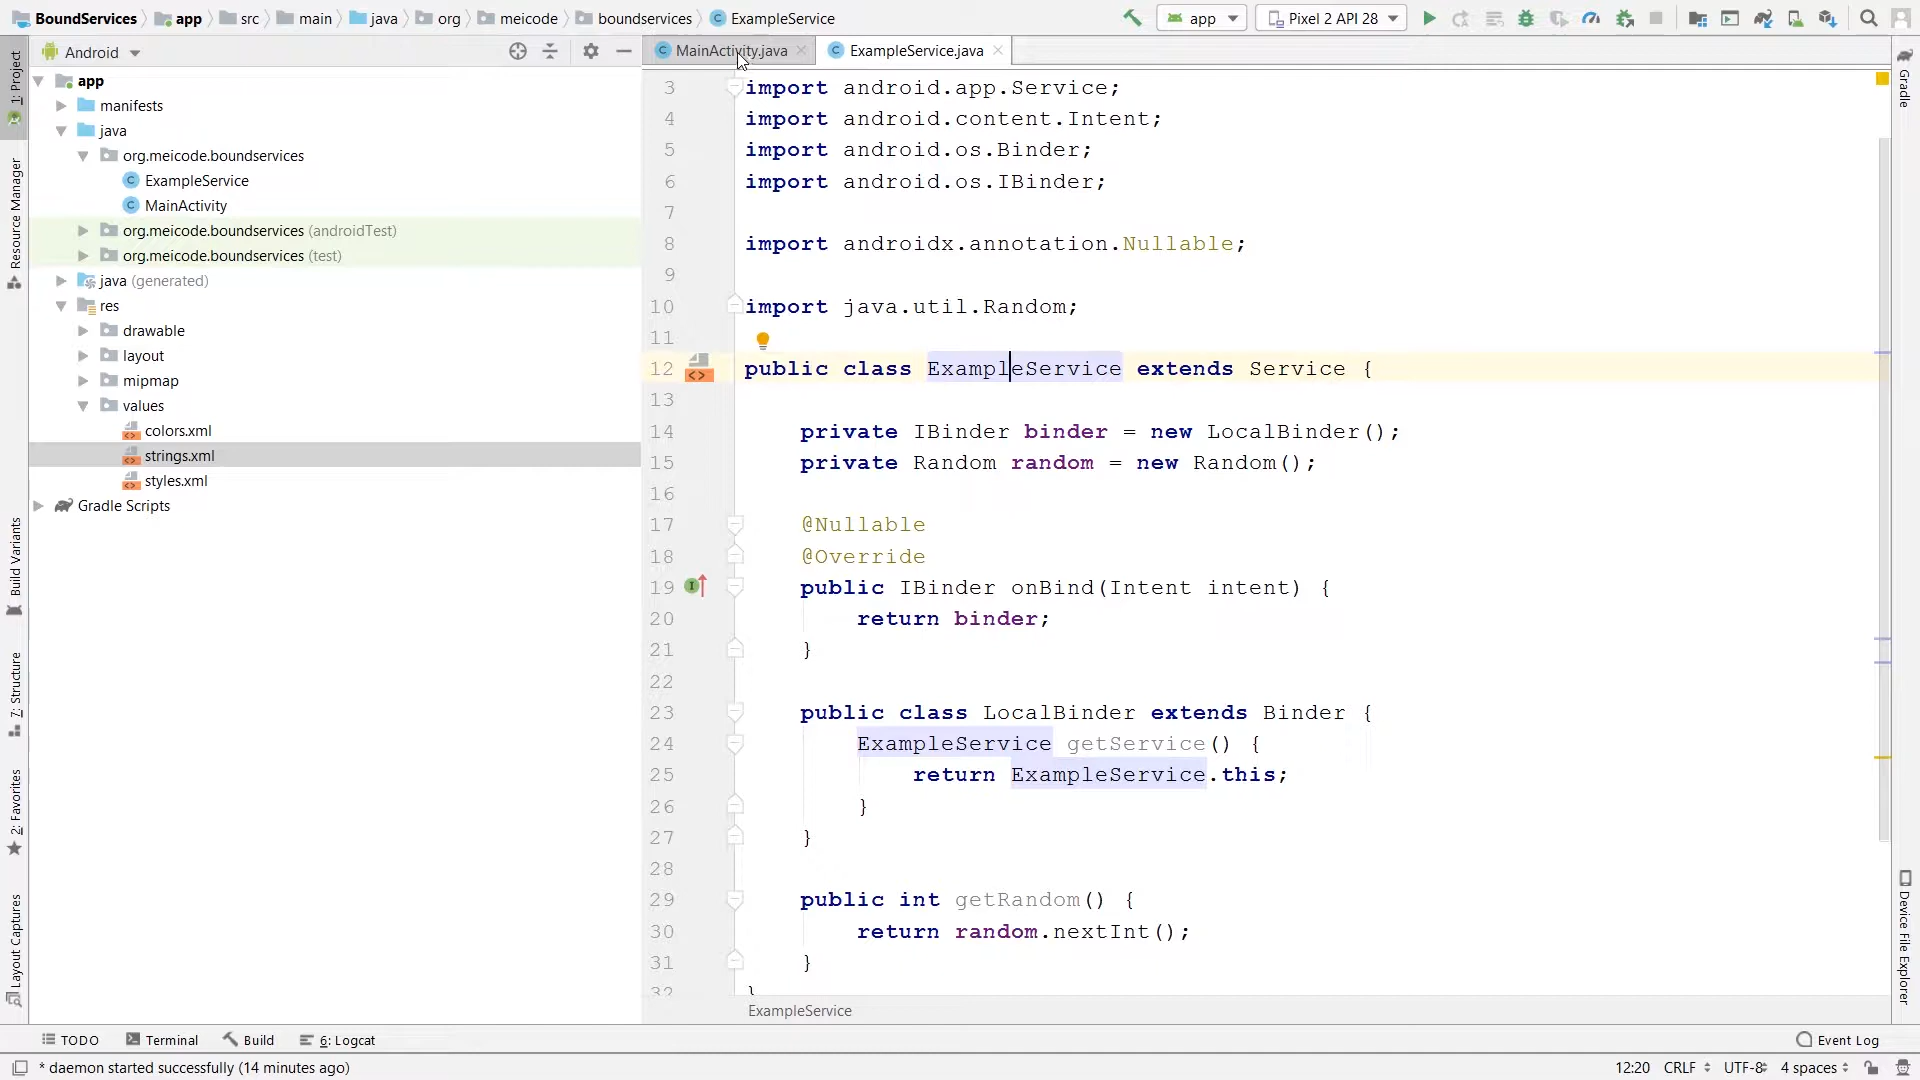 BoundServices app src main java org meicode boundservices ExampleService app Pixel 2 API 28
Android
MainActivity.java ExampleService.java
1: Project
Resource Manager
Build Variants
7: Structure
2: Favorites
Layout Captures
app
manifests
java
org.meicode.boundservices
ExampleService
MainActivity
org.meicode.boundservices (androidTest)
org.meicode.boundservices (test)
java (generated)
res
drawable
layout
mipmap
values
colors.xml
strings.xml
styles.xml
Gradle Scripts
3 import android.app.Service;
4 import android.content.Intent;
5 import android.os.Binder;
6 import android.os.IBinder;
7
8 import androidx.annotation.Nullable;
9
10 import java.util.Random;
11
12 public class ExampleService extends Service {
13
14 private IBinder binder = new LocalBinder();
15 private Random random = new Random();
16
17 @Nullable
18 @Override
19 public IBinder onBind(Intent intent) {
20 return binder;
21 }
22
23 public class LocalBinder extends Binder {
24 ExampleService getService() {
25 return ExampleService.this;
26 }
27 }
28
29 public int getRandom() {
30 return random.nextInt();
31 }
32 }
ExampleService
Gradle
Device File Explorer
TODO Terminal Build 6: Logcat Event Log
* daemon started successfully (14 minutes ago) 12:20 CRLF UTF-8 4 spaces